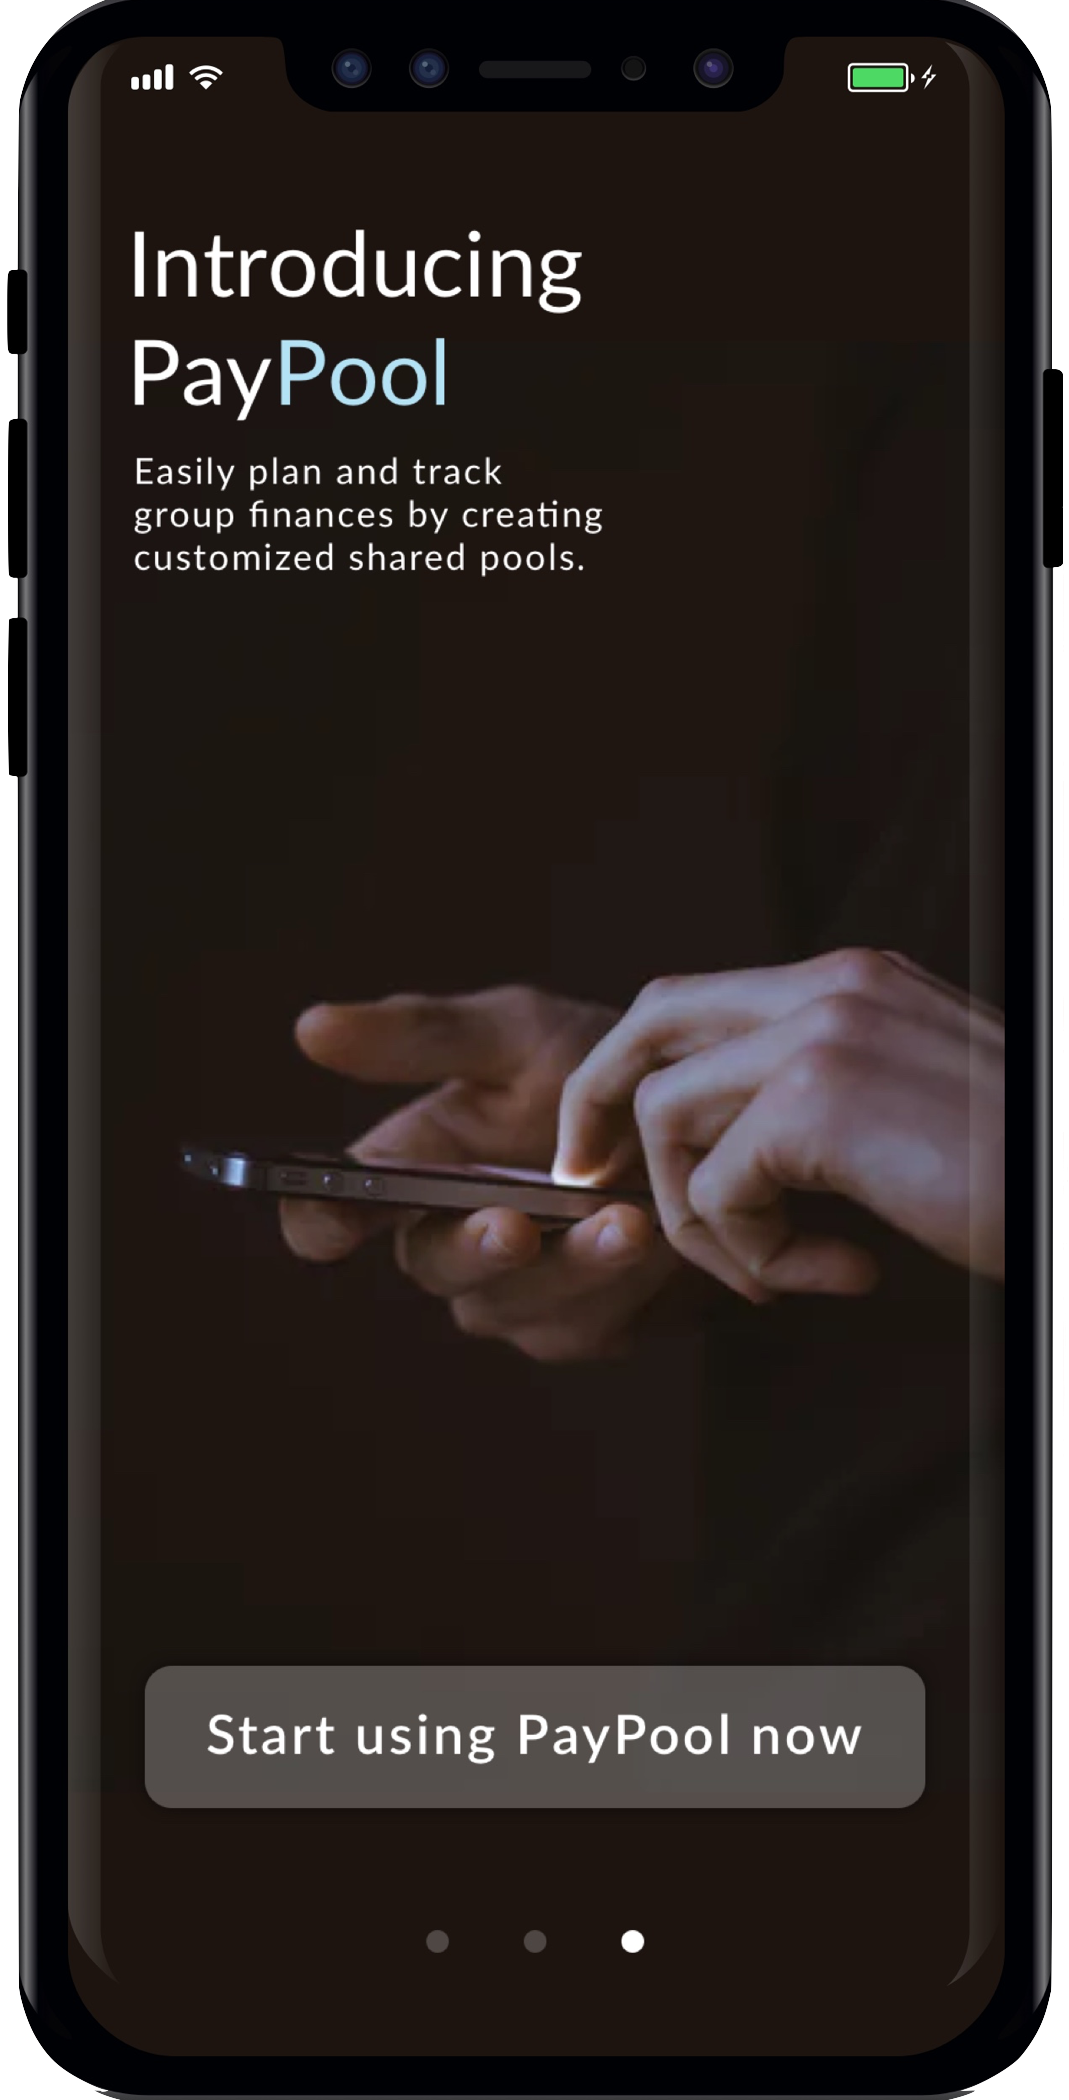 Introducing
PayPool
Easily plan and track
group finances by creating
customized shared pools.
Start using PayPool now